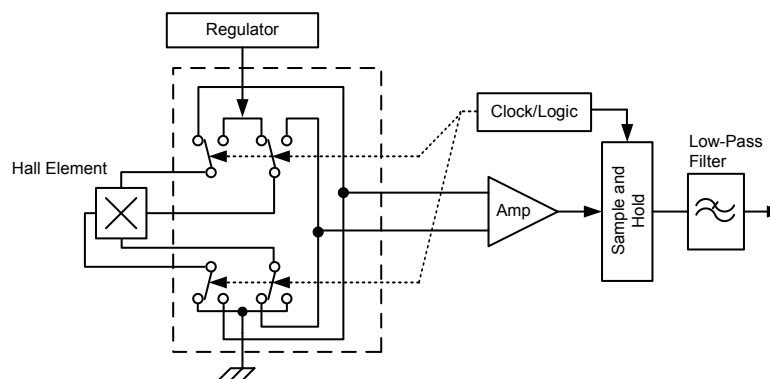 Regulator
Clock/Logic
Low-Pass
Filter
Hall Element
Amp
Sample and
Hold